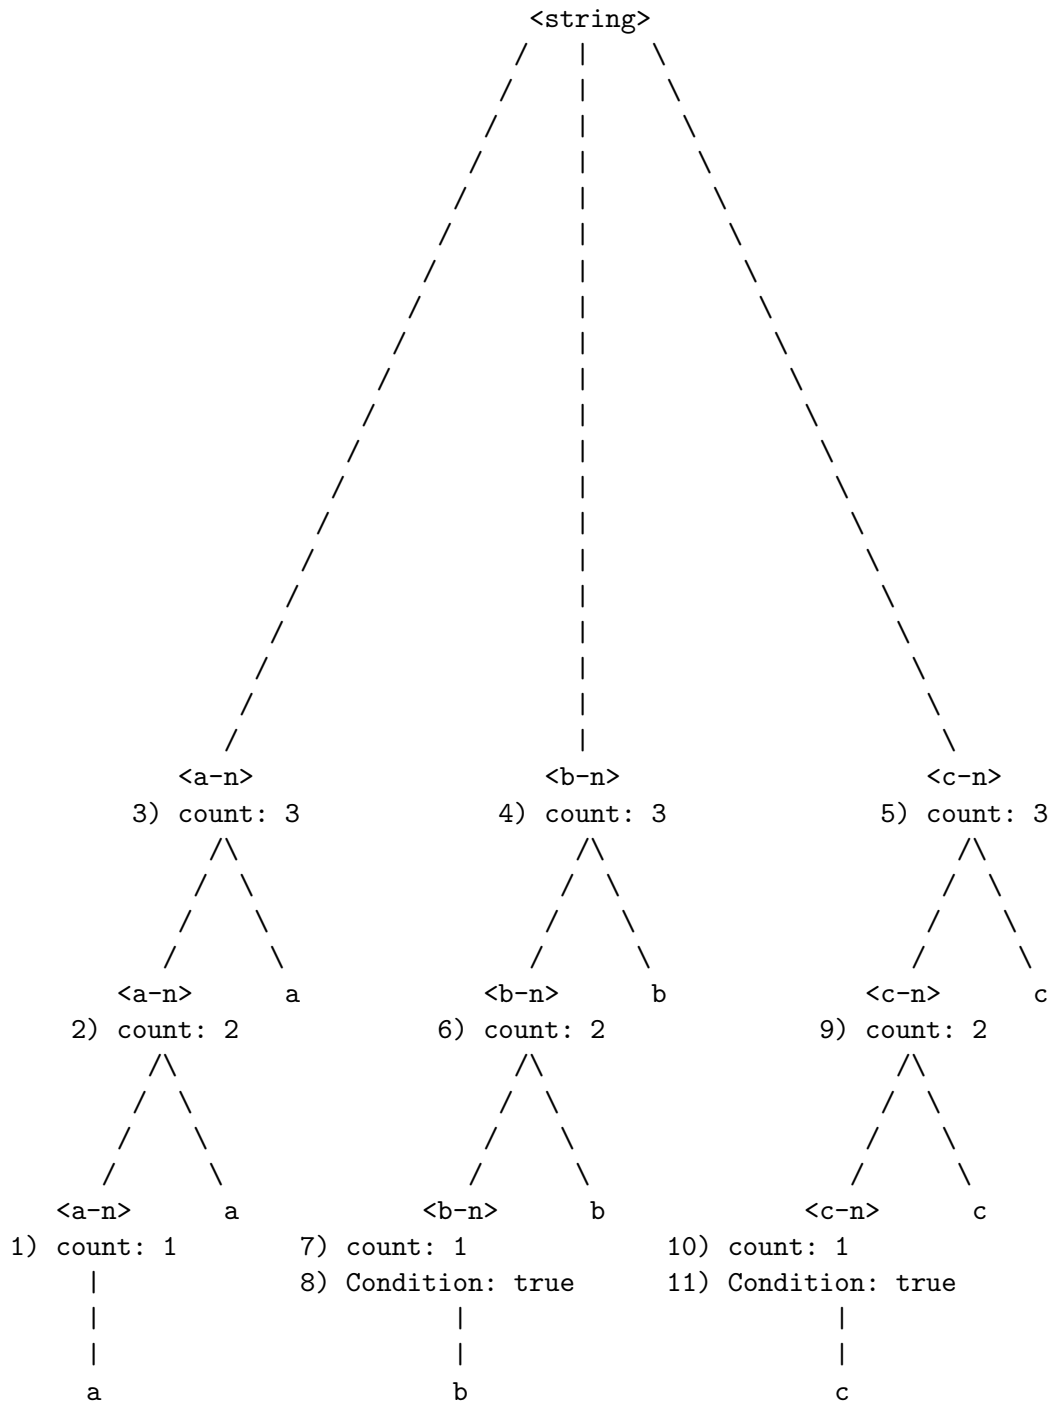 <string>
<a-n> <b-n> <c-n>
3) count: 3 4) count: 3 5) count: 3
<a-n> a <b-n> b <c-n> c
2) count: 2 6) count: 2 9) count: 2
<a-n> a <b-n> b <c-n> c
1) count: 1 7) count: 1 10) count: 1
8) Condition: true 11) Condition: true
a b c